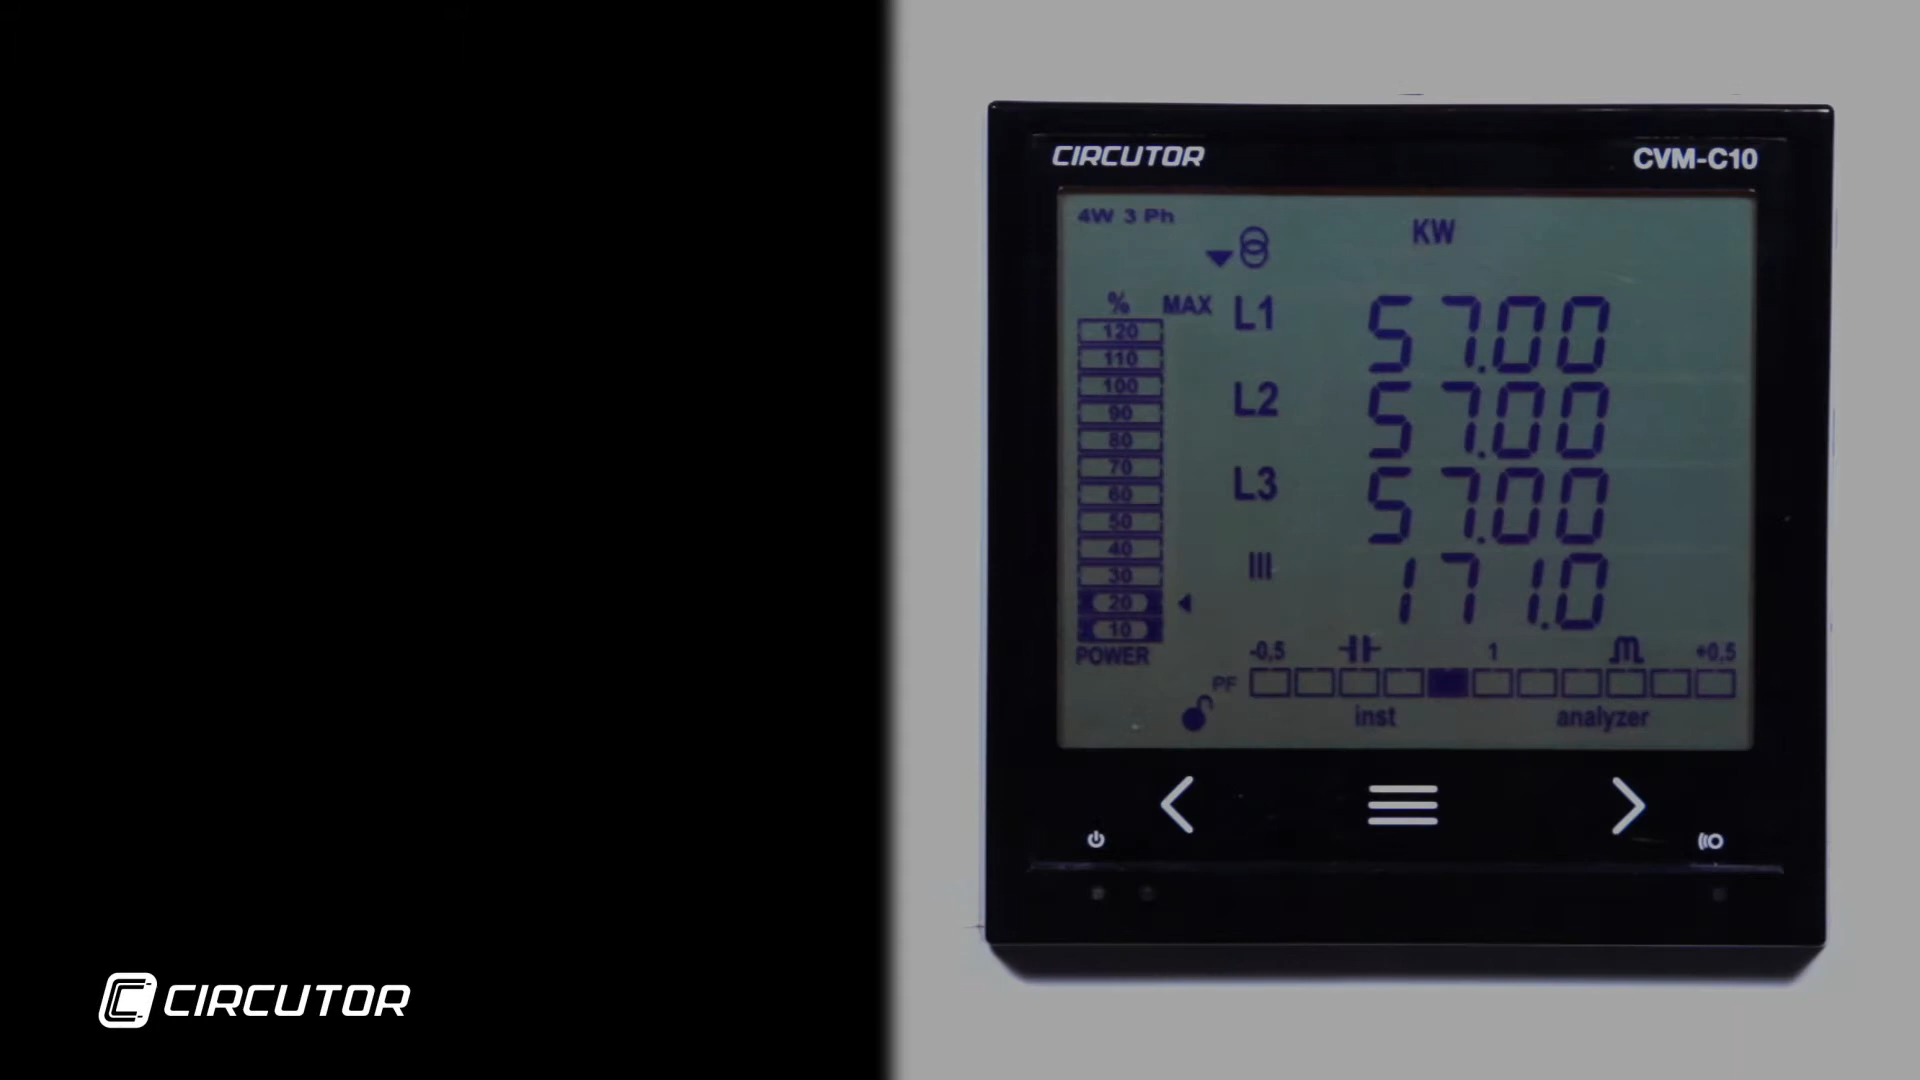 CIRCUTOR
CVM-C10
4W 3 Ph
KW
% MAX
L1 57.00
L2 57.00
L3 57.00
III 171.0
120
110
100
90
80
70
60
50
40
30
20
10
POWER
-0,5 1 +0,5
PF
inst analyzer
CIRCUTOR